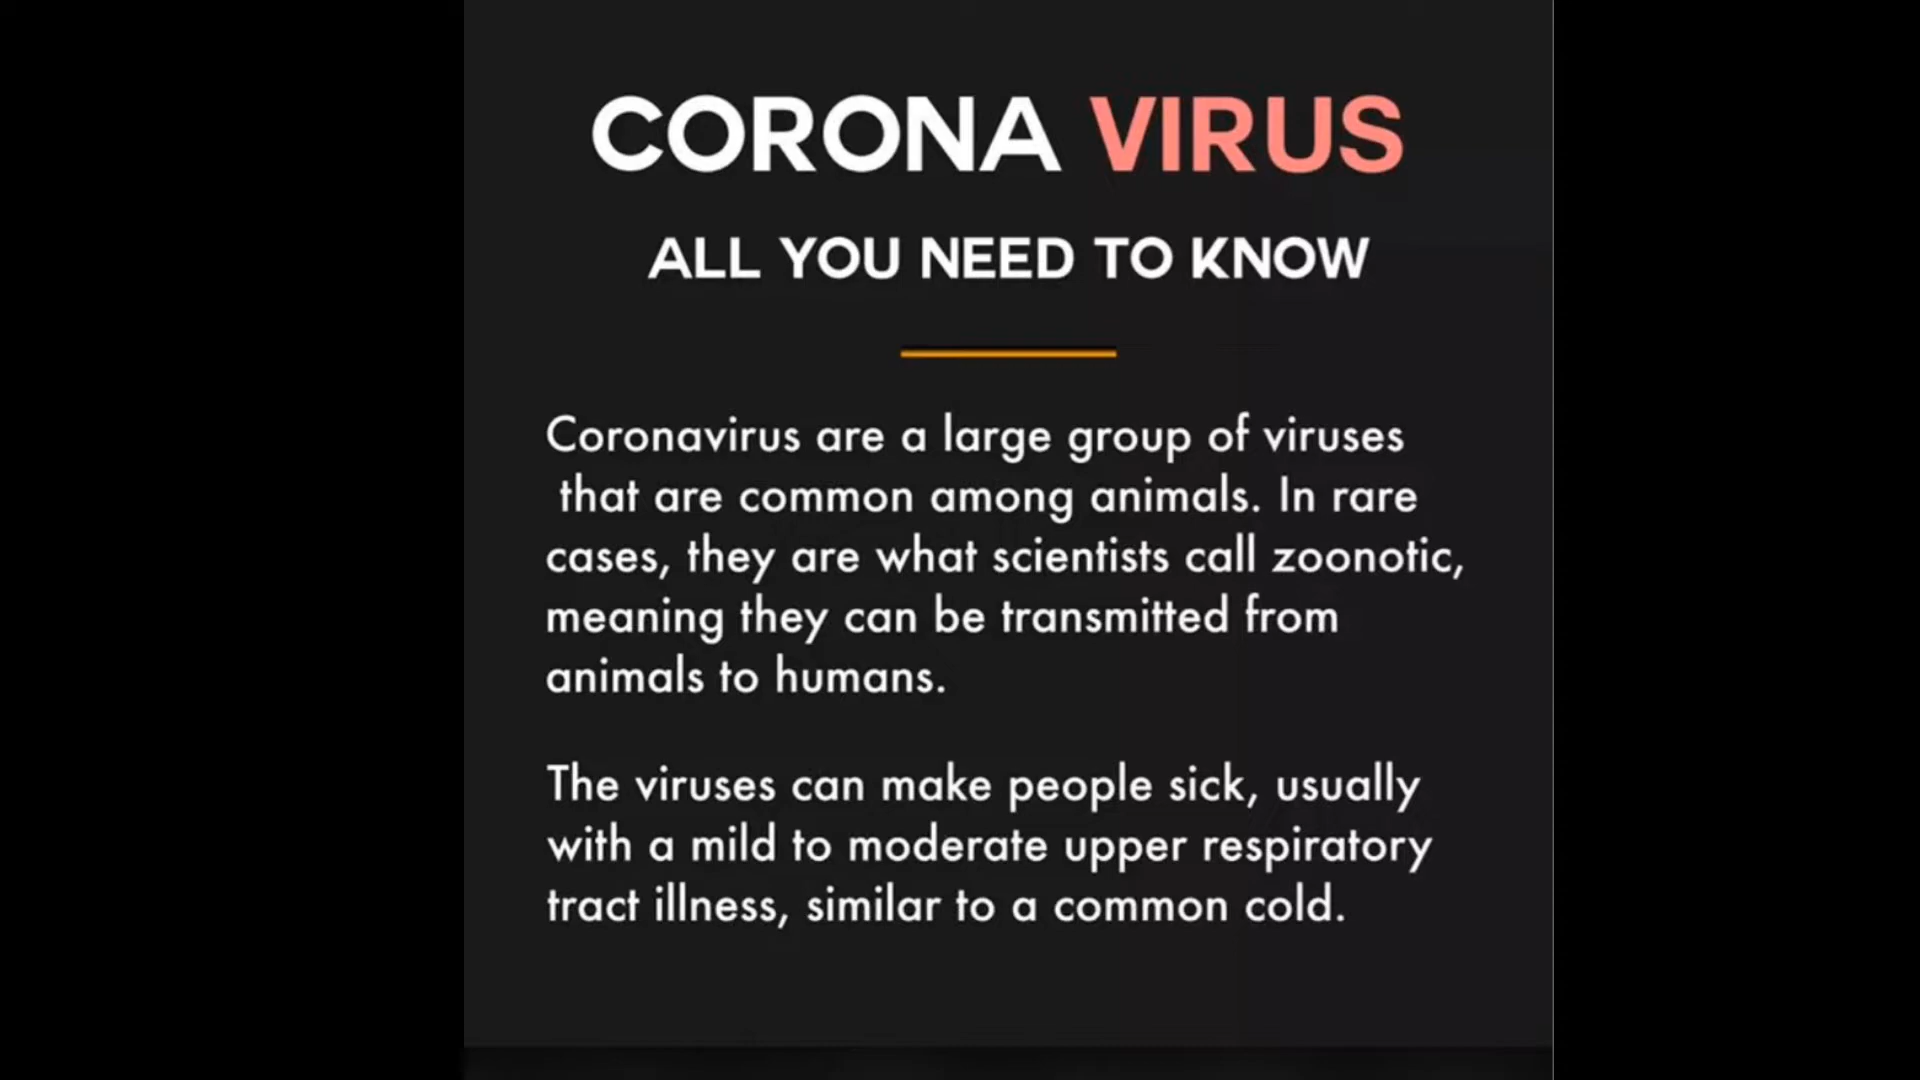 CORONA VIRUS
ALL YOU NEED TO KNOW
Coronavirus are a large group of viruses
that are common among animals. In rare
cases, they are what scientists call zoonotic,
meaning they can be transmitted from
animals to humans.
The viruses can make people sick, usually
with a mild to moderate upper respiratory
tract illness, similar to a common cold.